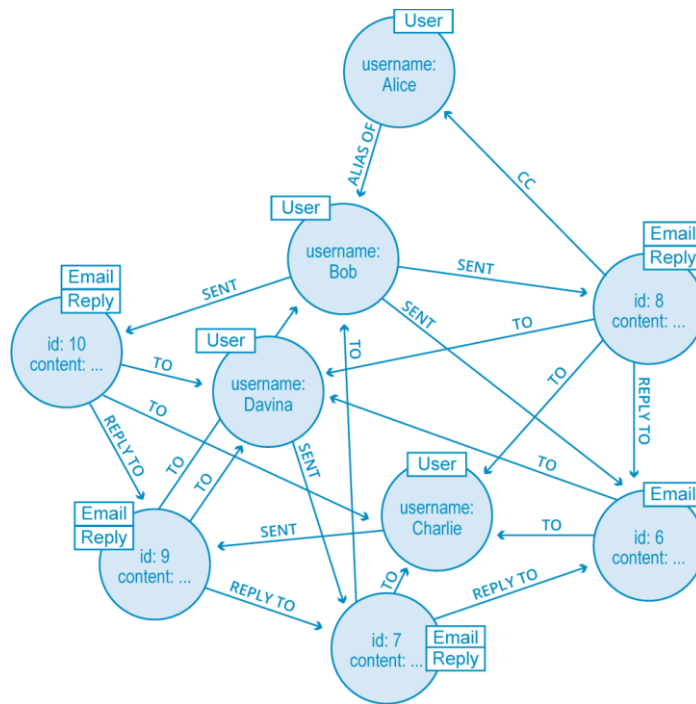 User
username:
Alice
ALIAS OF
CC
User
username:
Bob
Email
Reply
id: 8
content: ...
SENT
SENT
SENT
Email
Reply
id: 10
content: ...
TO
User
username:
Davina
TO
TO
TO
TO
REPLY TO
REPLY TO
TO
TO
SENT
TO
User
username:
Charlie
Email
id: 6
content: ...
TO
SENT
Email
Reply
id: 9
content: ...
REPLY TO
TO
REPLY TO
id: 7
content: ...
Email
Reply